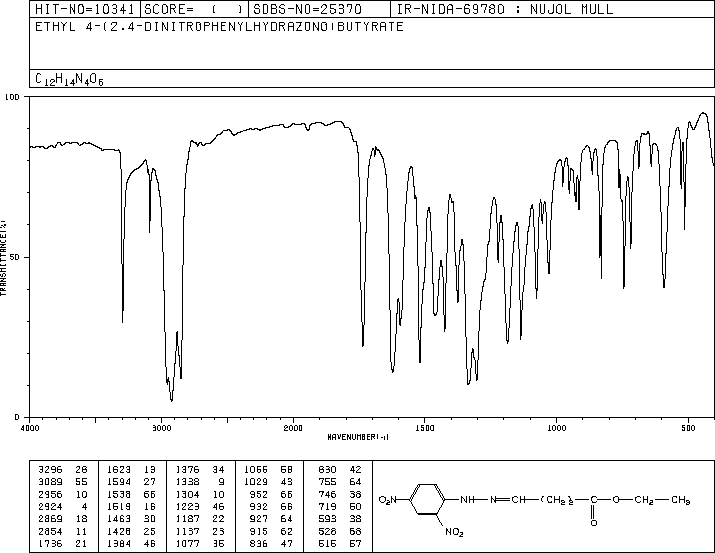 HIT-NO=10341 SCORE= ( ) SDBS-NO=25370 IR-NIDA-69780 : NUJOL MULL
ETHYL 4-(2,4-DINITROPHENYLHYDRAZONO)BUTYRATE
C12H14N4O6
100
TRANSMITTANCE(%)
50
0
4000 3000 2000 1500 1000 500
WAVENUMBER(-1)
3296 28 1623 13 1376 34 1055 58 830 42
3089 55 1594 27 1338 9 1029 43 755 64
2956 10 1538 66 1304 10 952 66 746 38
2924 4 1519 16 1223 46 932 66 719 50
2869 18 1463 30 1187 22 927 64 593 38
2854 11 1428 25 1137 23 915 62 528 68
1736 21 1384 46 1077 35 836 47 515 57
O2N NH N CH (CH2)2 C O CH2 CH3
NO2 O